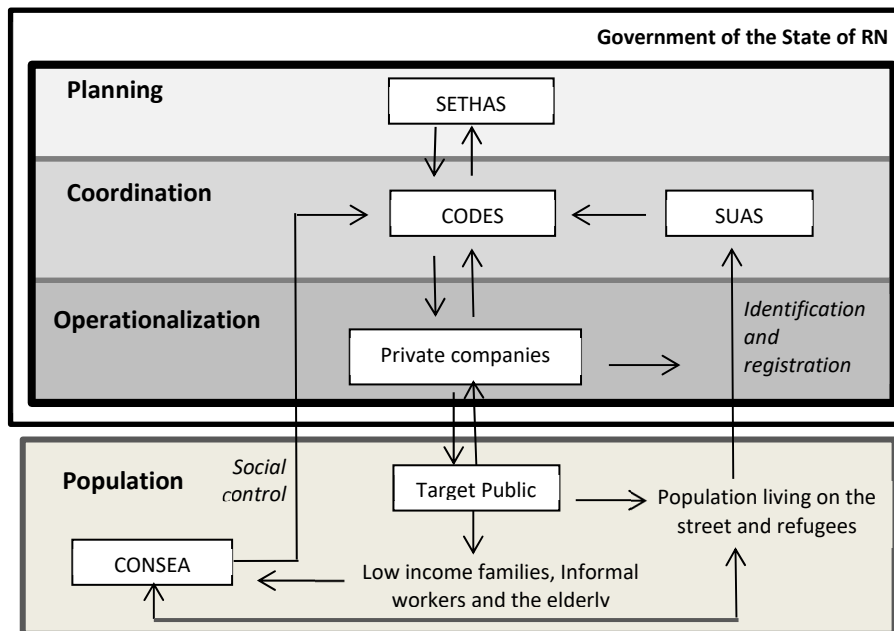 Government of the State of RN
Planning
SETHAS
Coordination
CODES
SUAS
Operationalization
Identification
and
registration
Private companies
Population
Social
control
Target Public
Population living on the
street and refugees
CONSEA
Low income families, Informal
workers and the elderly